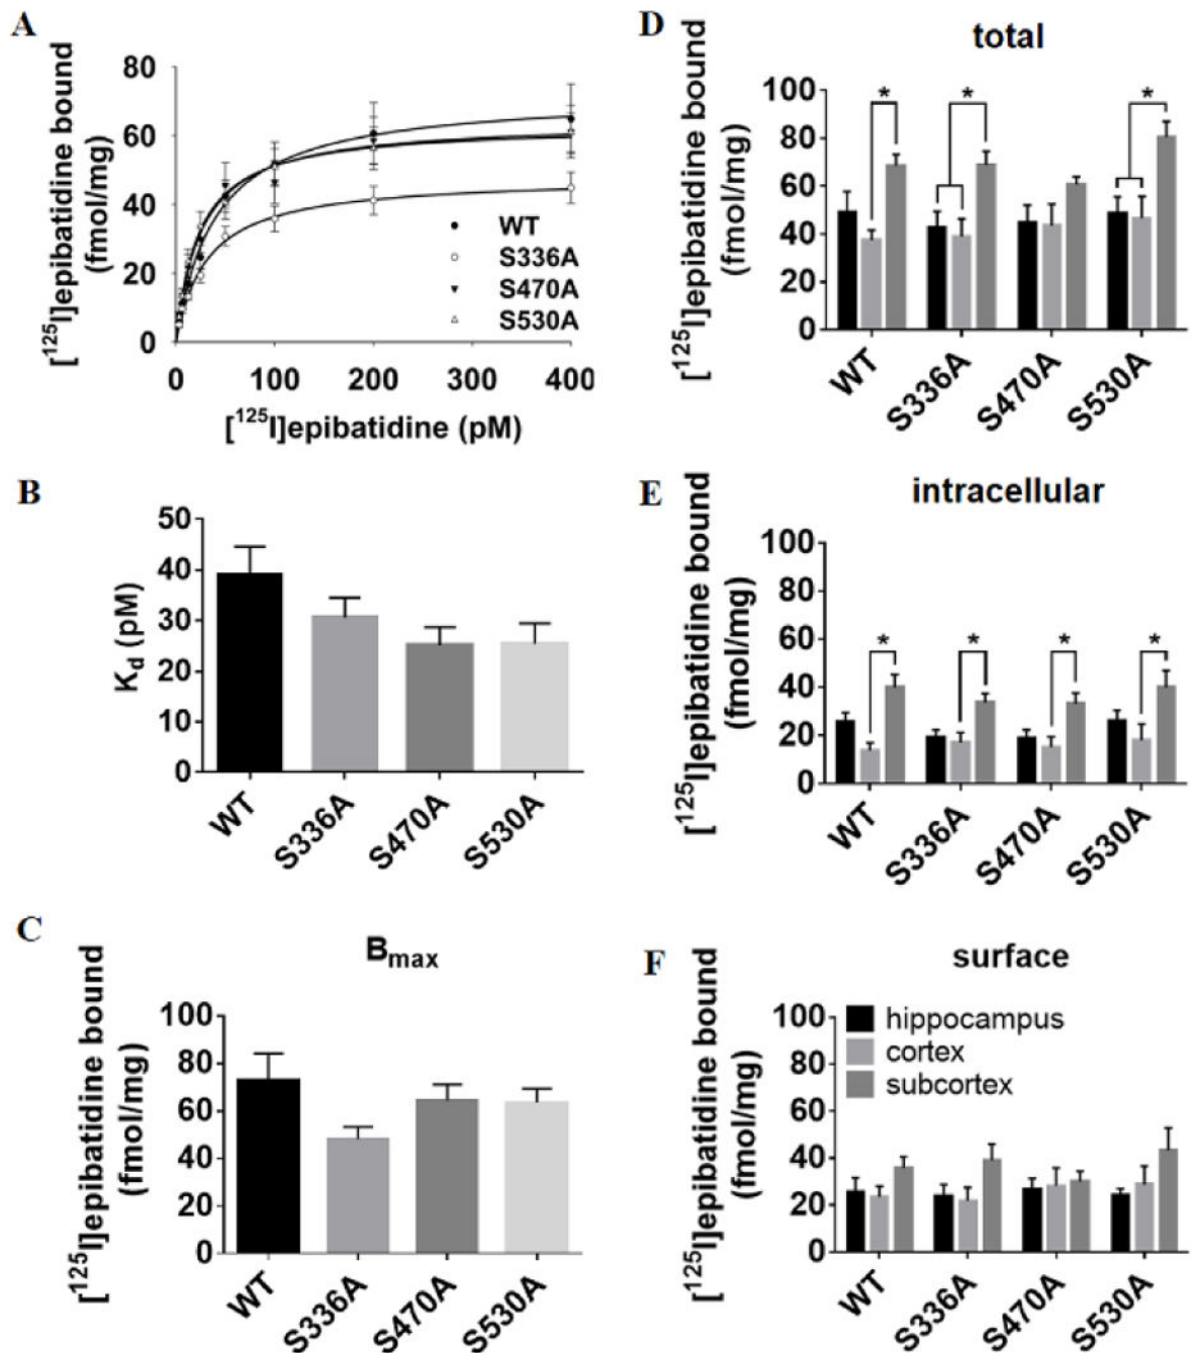 A
[125I]epibatidine bound
(fmol/mg)
80
60
40
20
0
WT
S336A
S470A
S530A
0 100 200 300 400
[125I]epibatidine (pM)
B
Kd (pM)
50
40
30
20
10
0
WT S336A S470A S530A
C
Bmax
[125I]epibatidine bound
(fmol/mg)
100
80
60
40
20
0
WT S336A S470A S530A
D
total
[125I]epibatidine bound
(fmol/mg)
100
80
60
40
20
0
* * *
WT S336A S470A S530A
E
intracellular
[125I]epibatidine bound
(fmol/mg)
100
80
60
40
20
0
* * * *
WT S336A S470A S530A
F
surface
[125I]epibatidine bound
(fmol/mg)
100
80
60
40
20
0
hippocampus
cortex
subcortex
WT S336A S470A S530A